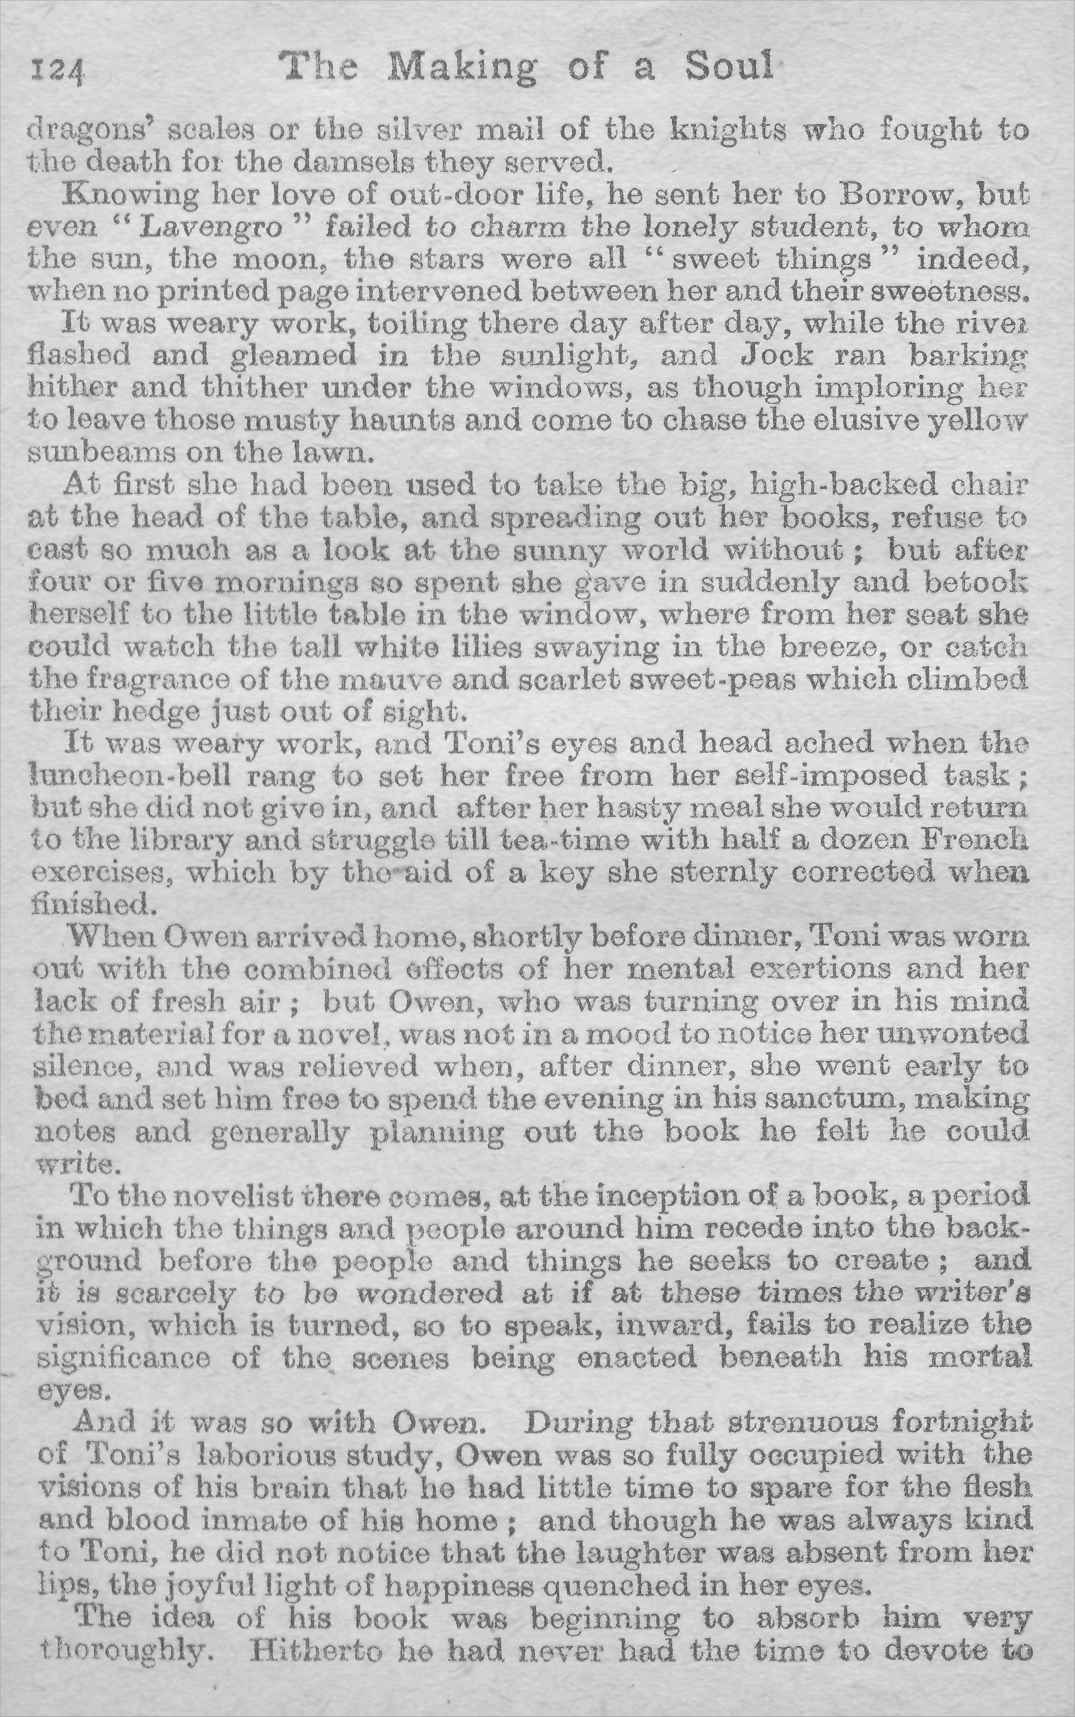 124 The Making of a Soul
dragons' scales or the silver mail of the knights who fought to
the death for the damsels they served.
Knowing her love of out-door life, he sent her to Borrow, but
even “ Lavengro ” failed to charm the lonely student, to whom
the sun, the moon, the stars were all “ sweet things ” indeed,
when no printed page intervened between her and their sweetness.
It was weary work, toiling there day after day, while the river
flashed and gleamed in the sunlight, and Jock ran barking
hither and thither under the windows, as though imploring her
to leave those musty haunts and come to chase the elusive yellow
sunbeams on the lawn.
At first she had been used to take the big, high-backed chair
at the head of the table, and spreading out her books, refuse to
cast so much as a look at the sunny world without ; but after
four or five mornings so spent she gave in suddenly and betook
herself to the little table in the window, where from her seat she
could watch the tall white lilies swaying in the breeze, or catch
the fragrance of the mauve and scarlet sweet-peas which climbed
their hedge just out of sight.
It was weary work, and Toni's eyes and head ached when the
luncheon-bell rang to set her free from her self-imposed task ;
but she did not give in, and after her hasty meal she would return
to the library and struggle till tea-time with half a dozen French
exercises, which by the aid of a key she sternly corrected when
finished.
When Owen arrived home, shortly before dinner, Toni was worn
out with the combined effects of her mental exertions and her
lack of fresh air ; but Owen, who was turning over in his mind
the material for a novel, was not in a mood to notice her unwonted
silence, and was relieved when, after dinner, she went early to
bed and set him free to spend the evening in his sanctum, making
notes and generally planning out the book he felt he could
write.
To the novelist there comes, at the inception of a book, a period
in which the things and people around him recede into the back-
ground before the people and things he seeks to create ; and
it is scarcely to be wondered at if at these times the writer's
vision, which is turned, so to speak, inward, fails to realize the
significance of the scenes being enacted beneath his mortal
eyes.
And it was so with Owen. During that strenuous fortnight
of Toni's laborious study, Owen was so fully occupied with the
visions of his brain that he had little time to spare for the flesh
and blood inmate of his home ; and though he was always kind
to Toni, he did not notice that the laughter was absent from her
lips, the joyful light of happiness quenched in her eyes.
The idea of his book was beginning to absorb him very
thoroughly. Hitherto he had never had the time to devote to